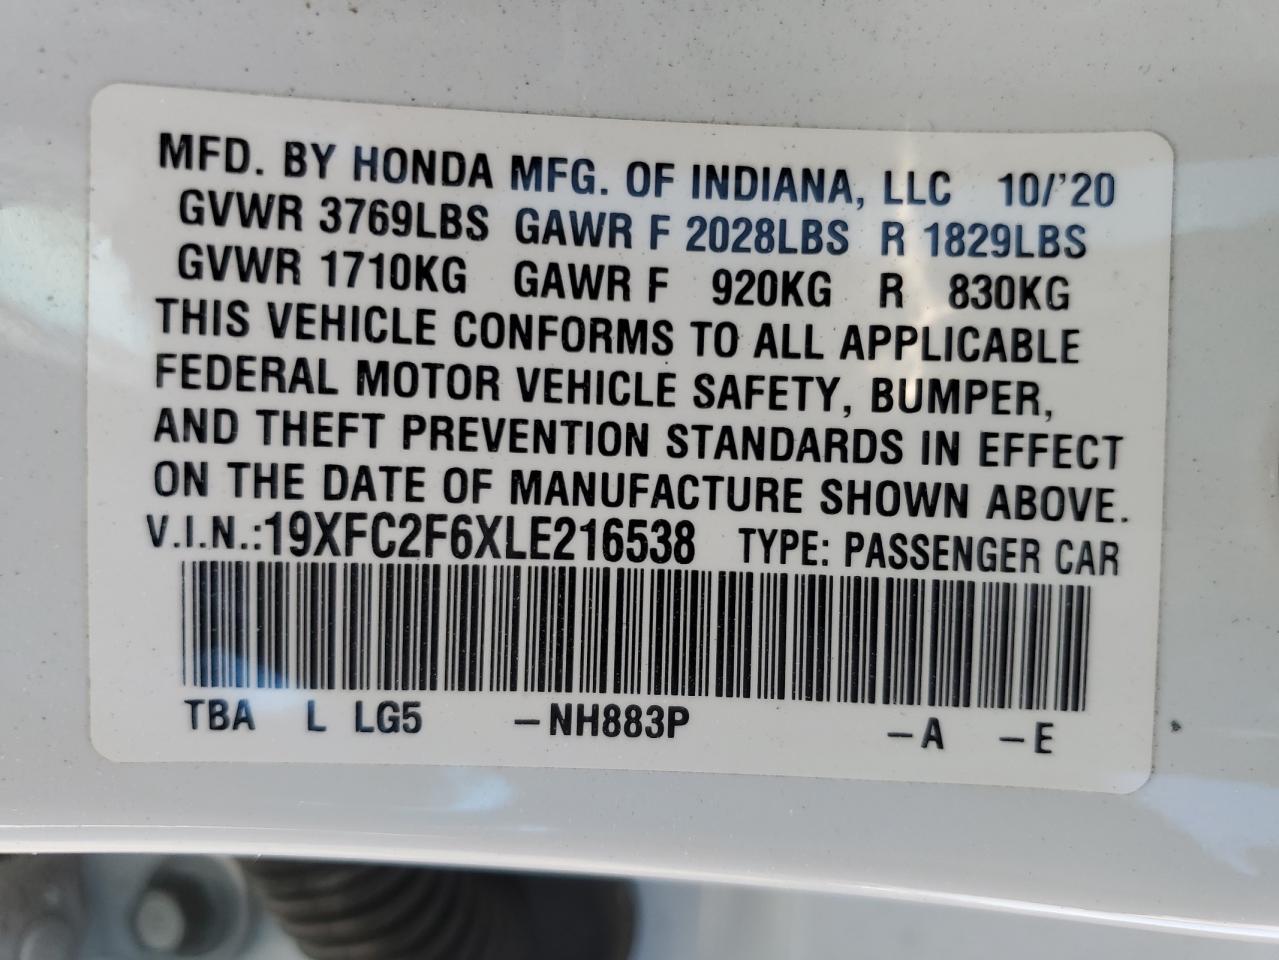 MFD. BY HONDA MFG. OF INDIANA, LLC 10/'20
GVWR 3769LBS GAWR F 2028LBS R 1829LBS
GVWR 1710KG GAWR F 920KG R 830KG
THIS VEHICLE CONFORMS TO ALL APPLICABLE
FEDERAL MOTOR VEHICLE SAFETY, BUMPER,
AND THEFT PREVENTION STANDARDS IN EFFECT
ON THE DATE OF MANUFACTURE SHOWN ABOVE.
V.I.N.:19XFC2F6XLE216538 TYPE: PASSENGER CAR
TBA L LG5 –NH883P –A –E